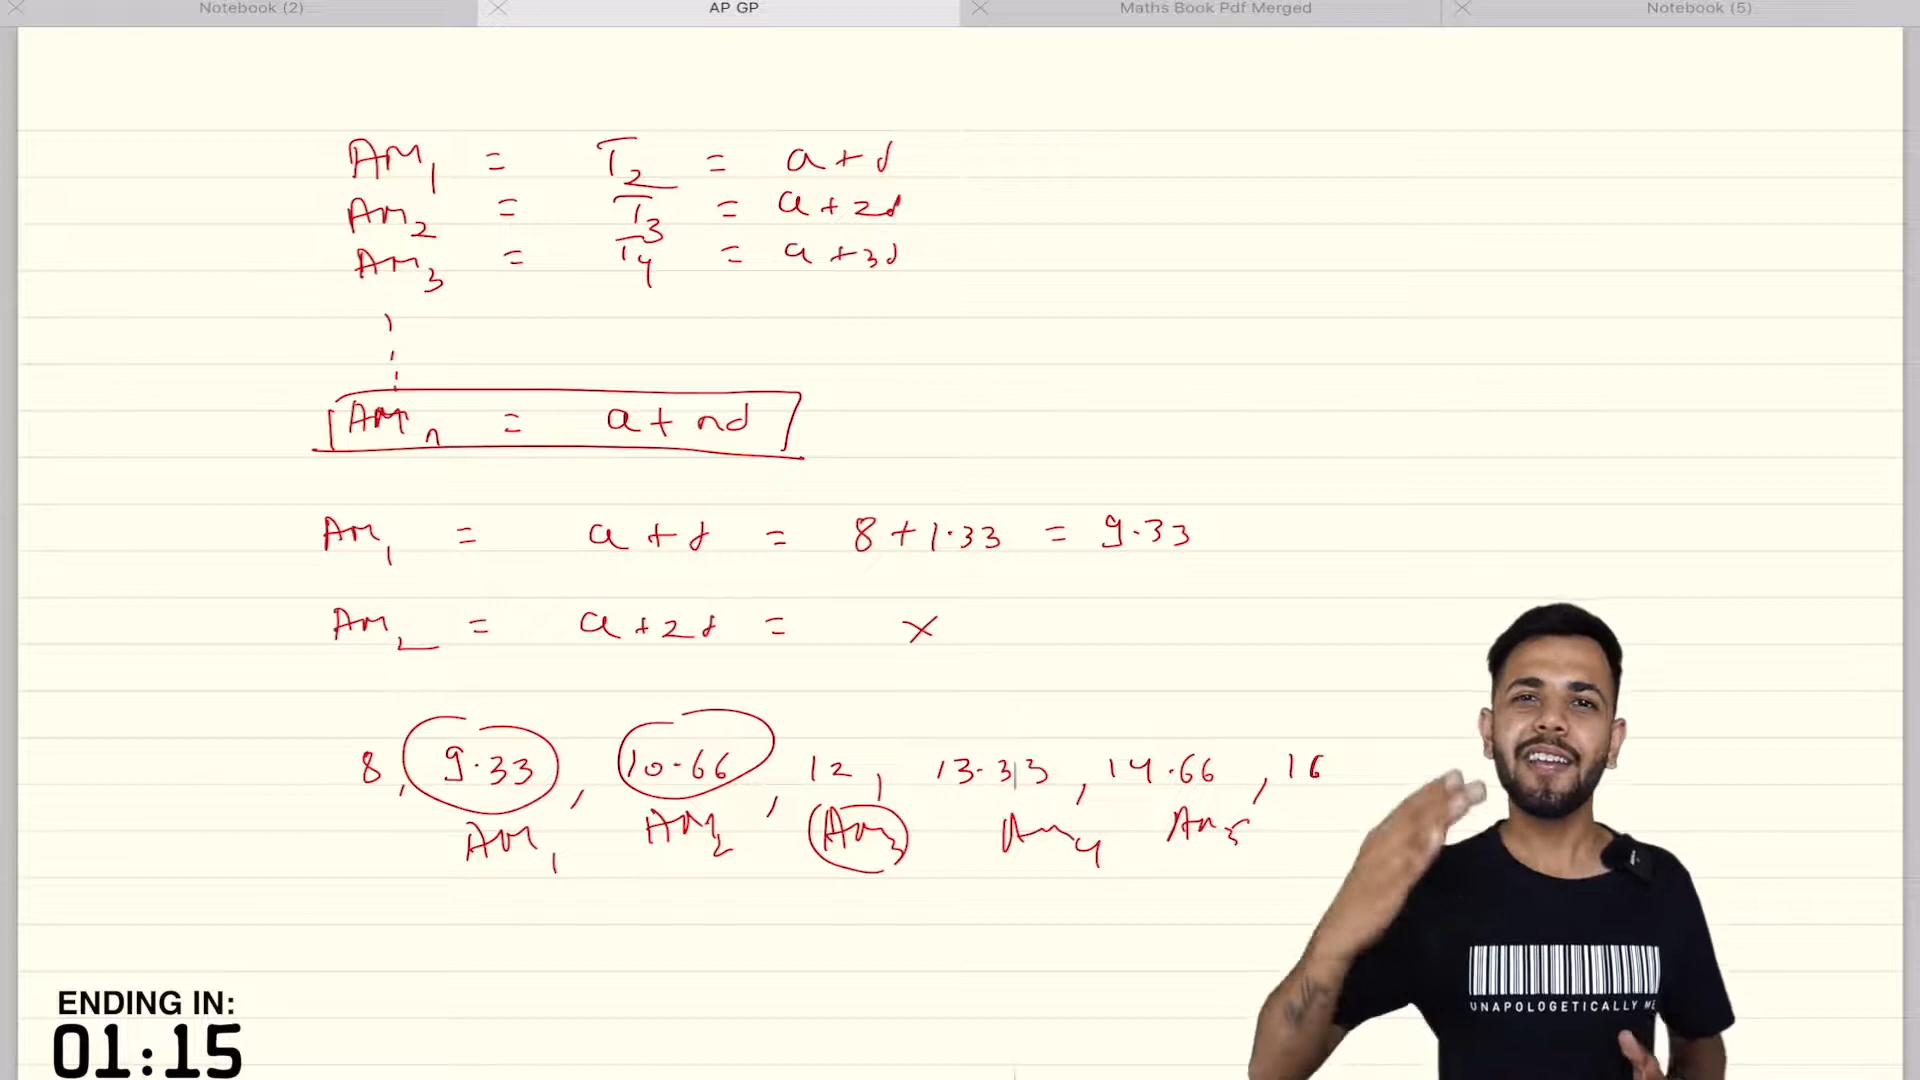 Notebook (2) AP GP Maths Book Pdf Merged Notebook (5)
AM1 = T2 = a+d
AM2 = T3 = a+2d
AM3 = T4 = a+3d
AMn = a+nd
AM1 = a+d = 8+1.33 = 9.33
AM2 = a+2d = x
8, 9.33, 10.66, 12, 13.33, 14.66, 16
AM1 AM2 AM3 AM4 AM5
UNAPOLOGETICALLY ME
ENDING IN:
01:15